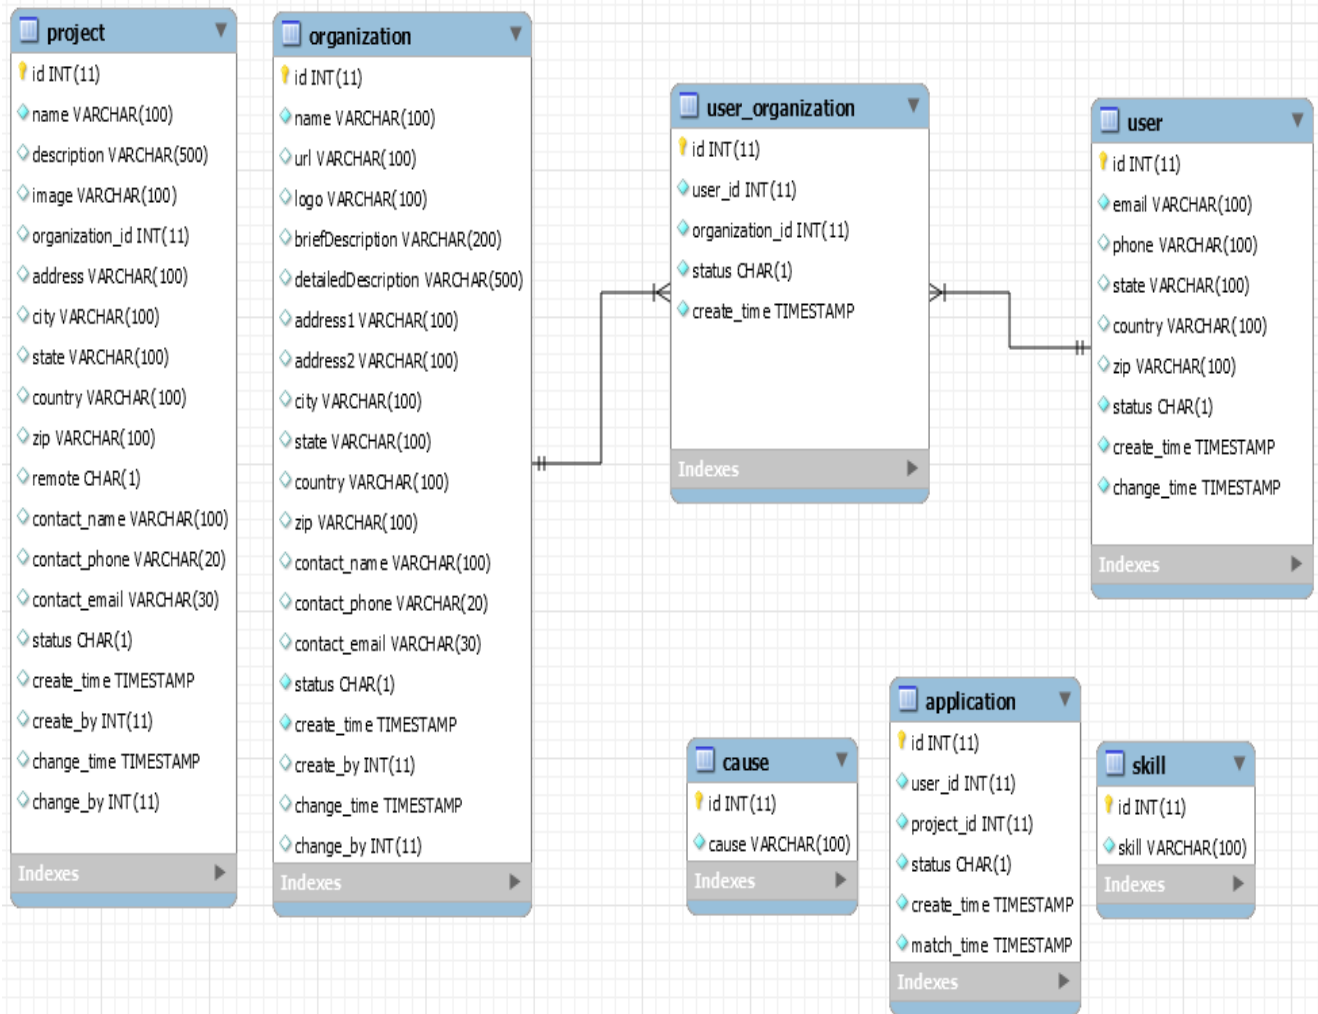 project
id INT(11)
name VARCHAR(100)
description VARCHAR(500)
image VARCHAR(100)
organization_id INT(11)
address VARCHAR(100)
city VARCHAR(100)
state VARCHAR(100)
country VARCHAR(100)
zip VARCHAR(100)
remote CHAR(1)
contact_name VARCHAR(100)
contact_phone VARCHAR(20)
contact_email VARCHAR(30)
status CHAR(1)
create_time TIMESTAMP
create_by INT(11)
change_time TIMESTAMP
change_by INT(11)
Indexes
organization
id INT(11)
name VARCHAR(100)
url VARCHAR(100)
logo VARCHAR(100)
briefDescription VARCHAR(200)
detailedDescription VARCHAR(500)
address1 VARCHAR(100)
address2 VARCHAR(100)
city VARCHAR(100)
state VARCHAR(100)
country VARCHAR(100)
zip VARCHAR(100)
contact_name VARCHAR(100)
contact_phone VARCHAR(20)
contact_email VARCHAR(30)
status CHAR(1)
create_time TIMESTAMP
create_by INT(11)
change_time TIMESTAMP
change_by INT(11)
Indexes
user_organization
id INT(11)
user_id INT(11)
organization_id INT(11)
status CHAR(1)
create_time TIMESTAMP
Indexes
user
id INT(11)
email VARCHAR(100)
phone VARCHAR(100)
state VARCHAR(100)
country VARCHAR(100)
zip VARCHAR(100)
status CHAR(1)
create_time TIMESTAMP
change_time TIMESTAMP
Indexes
cause
id INT(11)
cause VARCHAR(100)
Indexes
application
id INT(11)
user_id INT(11)
project_id INT(11)
status CHAR(1)
create_time TIMESTAMP
match_time TIMESTAMP
Indexes
skill
id INT(11)
skill VARCHAR(100)
Indexes